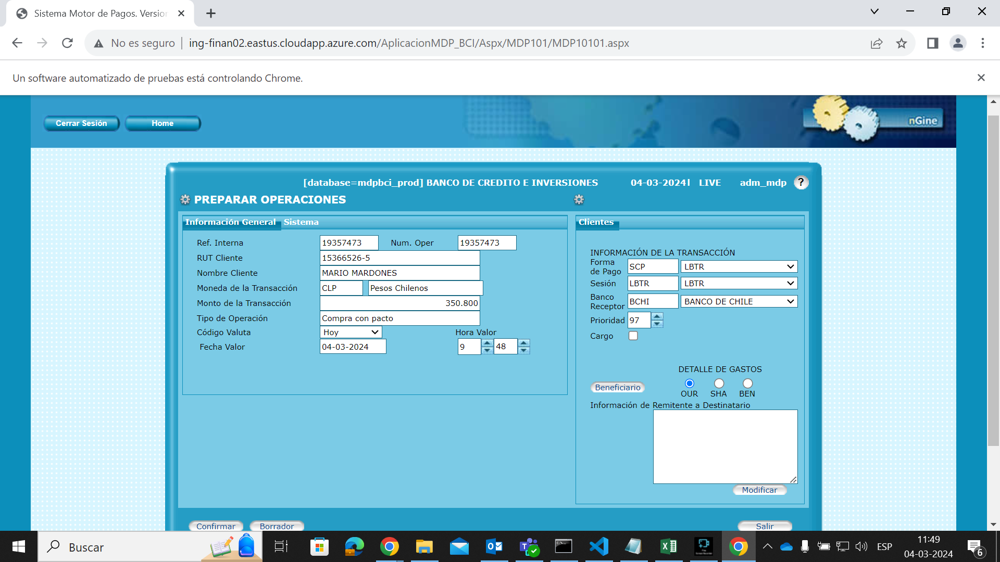 Sistema Motor de Pagos. Version
No es seguro
ing-finan02.eastus.cloudapp.azure.com/AplicacionMDP_BCI/Aspx/MDP101/MDP10101.aspx
Un software automatizado de pruebas está controlando Chrome.
Cerrar Sesión
Home
nGine
[database=mdpbci_prod] BANCO DE CREDITO E INVERSIONES
04-03-2024| LIVE
adm_mdp
?
PREPARAR OPERACIONES
Información General
Sistema
Ref. Interna
19357473
Num. Oper
19357473
RUT Cliente
15366526-5
Nombre Cliente
MARIO MARDONES
Moneda de la Transacción
CLP
Pesos Chilenos
Monto de la Transacción
350.800
Tipo de Operación
Compra con pacto
Código Valuta
Hoy
Hora Valor
Fecha Valor
04-03-2024
9
48
Clientes
INFORMACIÓN DE LA TRANSACCIÓN
Forma
de Pago
SCP
LBTR
Sesión
LBTR
LBTR
Banco
Receptor
BCHI
BANCO DE CHILE
Prioridad
97
Cargo
DETALLE DE GASTOS
Beneficiario
OUR
SHA
BEN
Información de Remitente a Destinatario
Modificar
Confirmar
Borrador
Salir
Buscar
ESP
11:49
04-03-2024
6